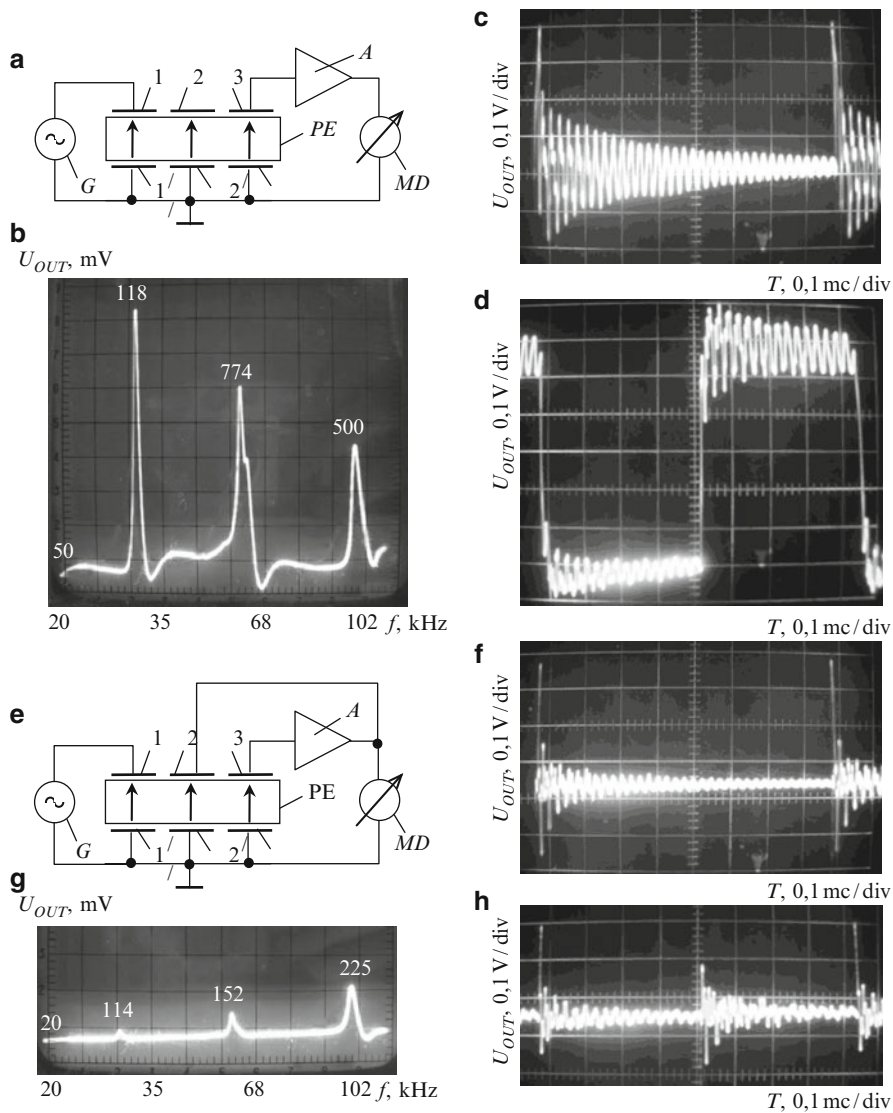 a
A
1
2
3
PE
G
1
2
MD
b
U_OUT, mV
118
774
500
50
20 35 68 f, kHz
102
c
U_OUT, 0,1 V / div
T, 0,1 mc / div
d
U_OUT, 0,1 V / div
T, 0,1 mc / div
e
A
1
2
3
PE
G
1
2
MD
f
U_OUT, 0,1 V / div
T, 0,1 mc / div
g
U_OUT, mV
225
152
114
20
20 35 68 102 f, kHz
h
U_OUT, 0,1 V / div
T, 0,1 mc / div